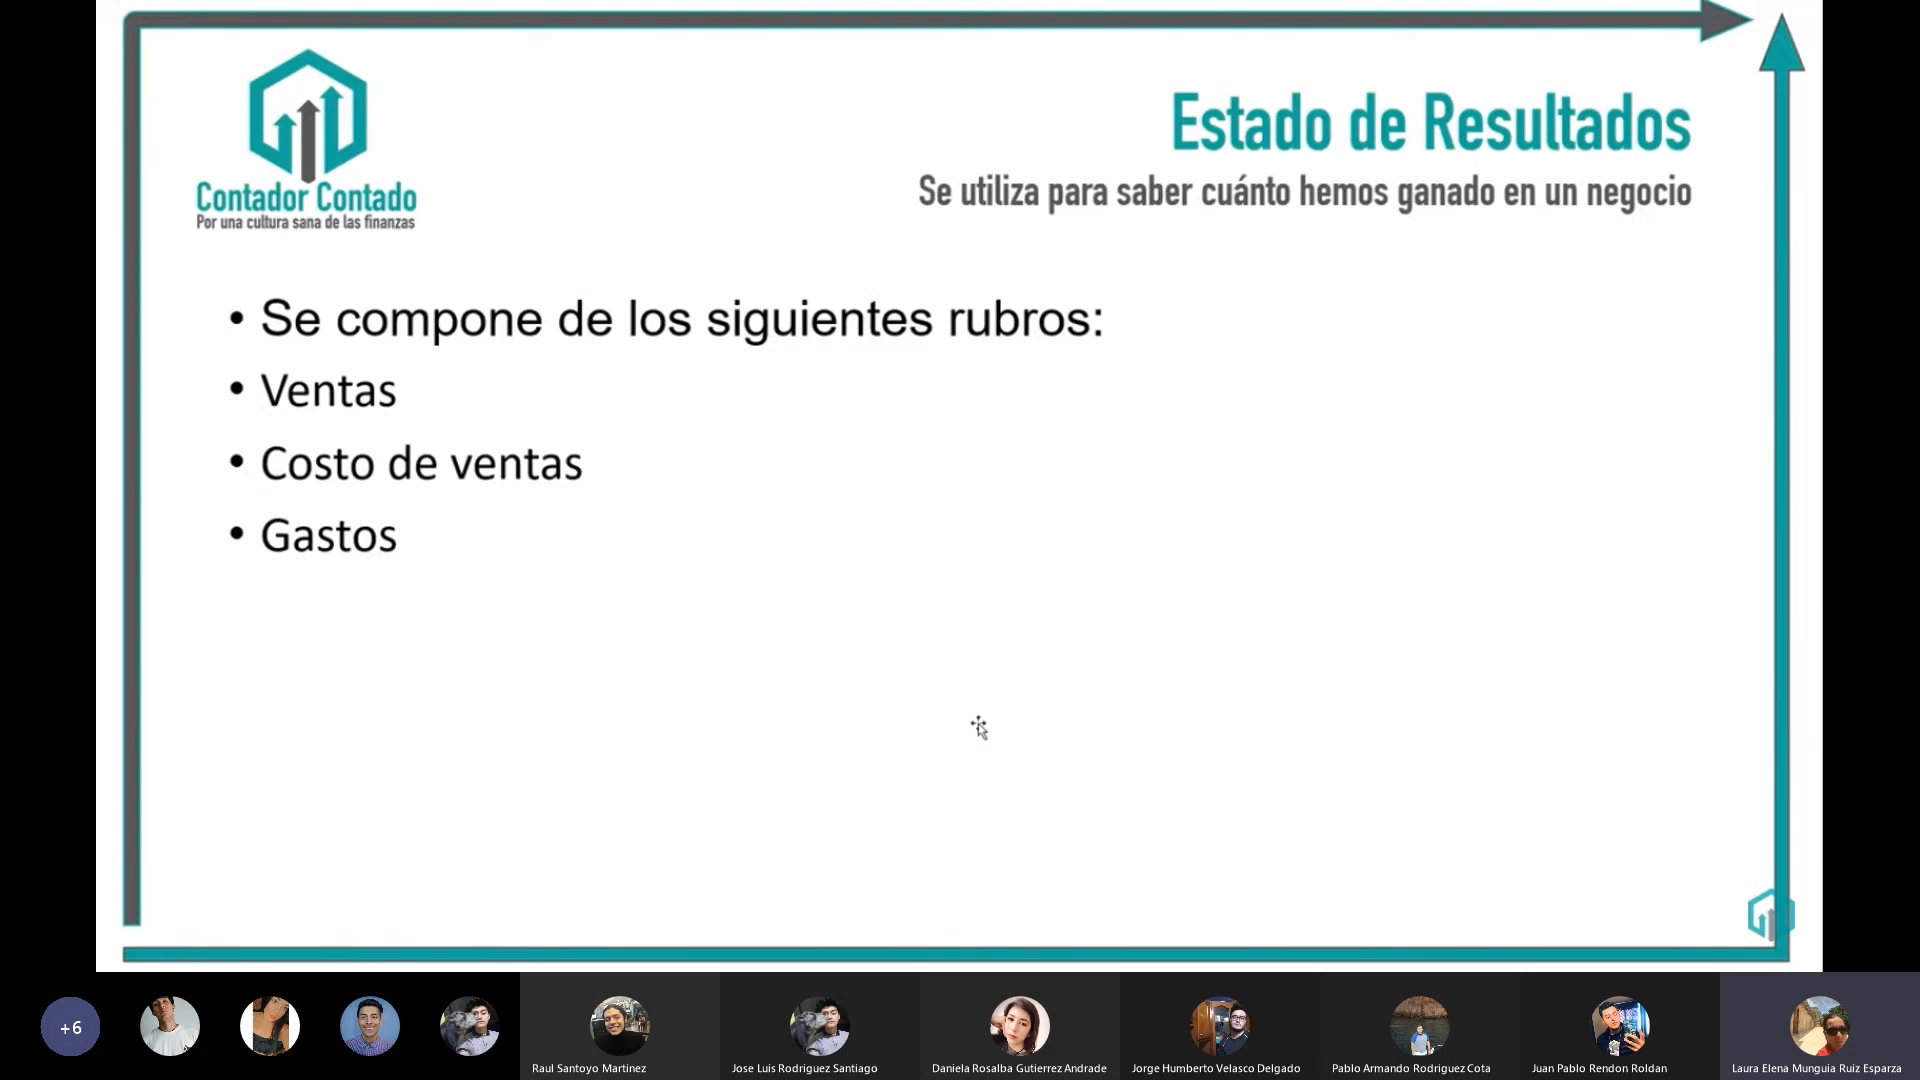 Contador Contado
Por una cultura sana de las finanzas
Estado de Resultados
Se utiliza para saber cuánto hemos ganado en un negocio
• Se compone de los siguientes rubros:
• Ventas
• Costo de ventas
• Gastos
+6
Raul Santoyo Martinez
Jose Luis Rodriguez Santiago
Daniela Rosalba Gutierrez Andrade
Jorge Humberto Velasco Delgado
Pablo Armando Rodriguez Cota
Juan Pablo Rendon Roldan
Laura Elena Munguia Ruiz Esparza